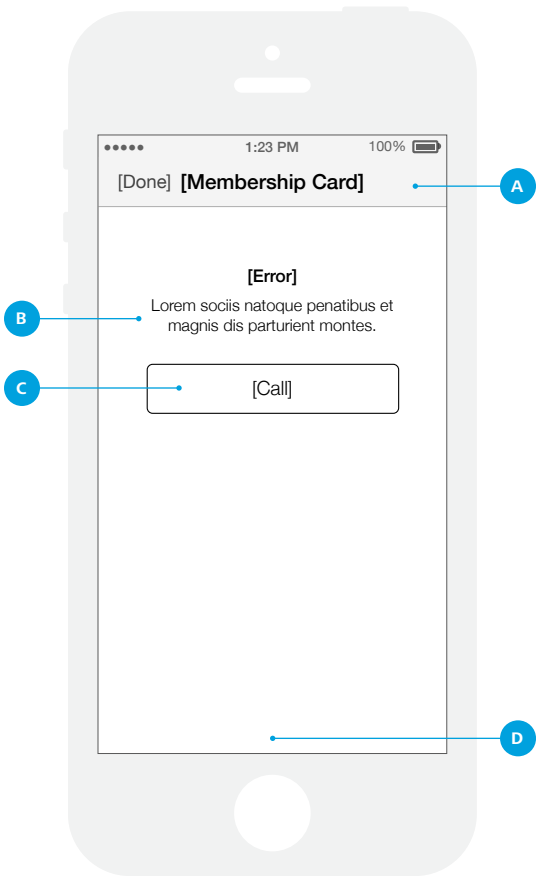 1:23 PM 100%
[Done] [Membership Card]
A
[Error]
B
Lorem sociis natoque penatibus et
magnis dis parturient montes.
C
[Call]
D